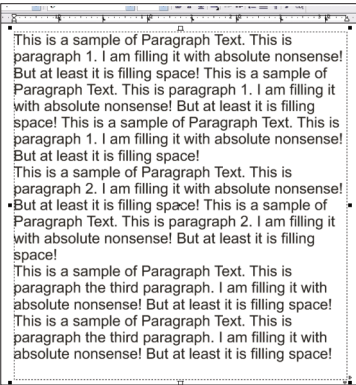 This is a sample of Paragraph Text. This is
paragraph 1. I am filling it with absolute nonsense!
But at least it is filling space! This is a sample of
Paragraph Text. This is paragraph 1. I am filling it
with absolute nonsense! But at least it is filling
space! This is a sample of Paragraph Text. This is
paragraph 1. I am filling it with absolute nonsense!
But at least it is filling space!
This is a sample of Paragraph Text. This is
paragraph 2. I am filling it with absolute nonsense!
But at least it is filling space! This is a sample of
Paragraph Text. This is paragraph 2. I am filling it
with absolute nonsense! But at least it is filling
space!
This is a sample of Paragraph Text. This is
paragraph the third paragraph. I am filling it with
absolute nonsense! But at least it is filling space!
This is a sample of Paragraph Text. This is
paragraph the third paragraph. I am filling it with
absolute nonsense! But at least it is filling space!